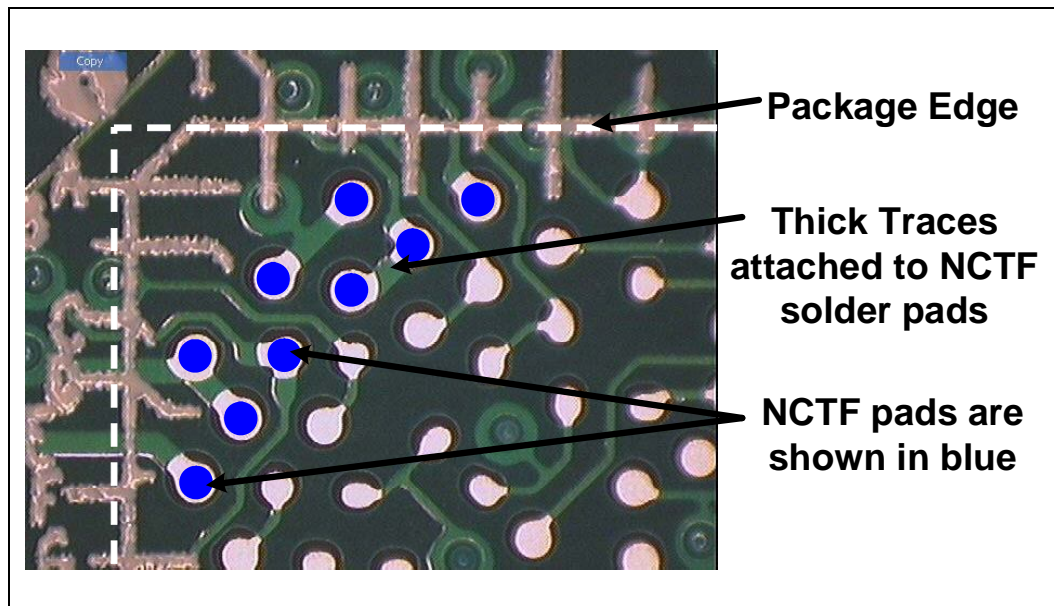 Copy
Package Edge
Thick Traces
attached to NCTF
solder pads
NCTF pads are
shown in blue